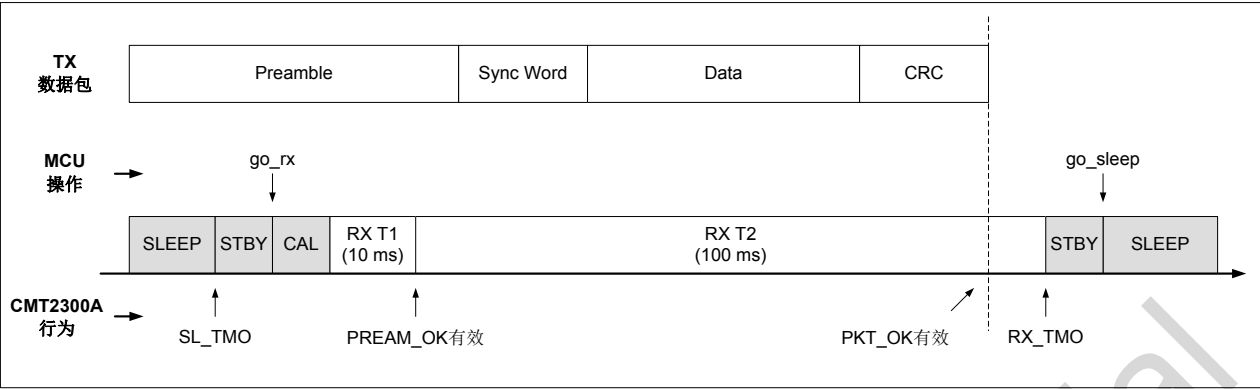 TX
数据包
Preamble
Sync Word
Data
CRC
MCU
操作
go_rx
go_sleep
SLEEP
STBY
CAL
RX T1
(10 ms)
RX T2
(100 ms)
STBY
SLEEP
CMT2300A
行为
SL_TMO
PREAM_OK有效
PKT_OK有效
RX_TMO